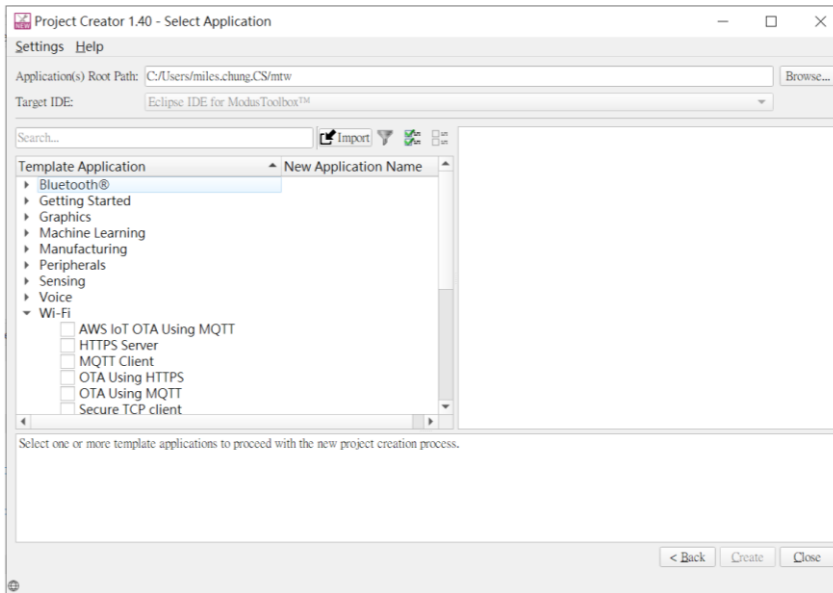 NEW Project Creator 1.40 - Select Application
Settings Help
Application(s) Root Path: C:/Users/miles.chung.CS/mtw Browse...
Target IDE: Eclipse IDE for ModusToolbox™
Search... Import
Template Application New Application Name
Bluetooth®
Getting Started
Graphics
Machine Learning
Manufacturing
Peripherals
Sensing
Voice
Wi-Fi
AWS IoT OTA Using MQTT
HTTPS Server
MQTT Client
OTA Using HTTPS
OTA Using MQTT
Secure TCP client
Select one or more template applications to proceed with the new project creation process.
< Back Create Close